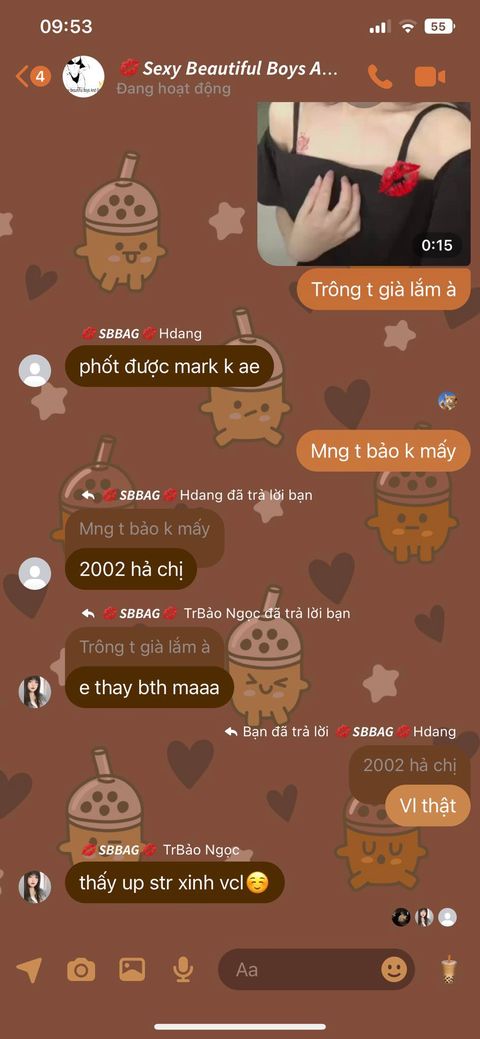 09:53
55
4
💋 Sexy Beautiful Boys A...
Đang hoạt động
0:15
Trông t già lắm à
💋 SBBAG 💋 Hdang
phốt được mark k ae
Mng t bảo k mấy
💋 SBBAG 💋 Hdang đã trả lời bạn
Mng t bảo k mấy
2002 hả chị
💋 SBBAG 💋 TrBảo Ngọc đã trả lời bạn
Trông t già lắm à
e thay bth maaa
Bạn đã trả lời 💋 SBBAG 💋 Hdang
2002 hả chị
Vl thật
💋 SBBAG 💋 TrBảo Ngọc
thấy up str xinh vcl☺️
Aa